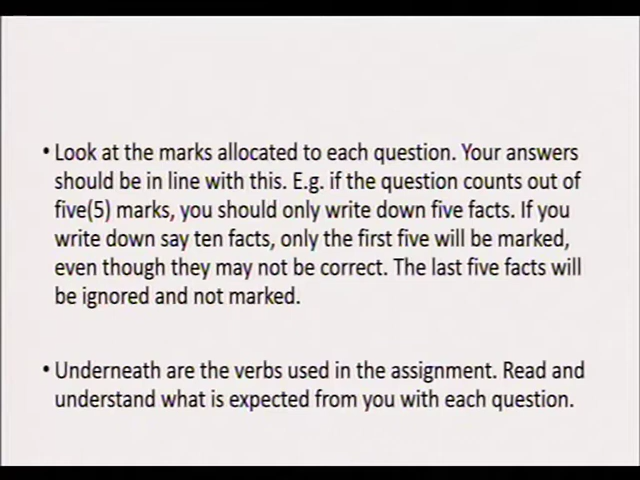 • Look at the marks allocated to each question. Your answers
should be in line with this. E.g. if the question counts out of
five(5) marks, you should only write down five facts. If you
write down say ten facts, only the first five will be marked,
even though they may not be correct. The last five facts will
be ignored and not marked.
• Underneath are the verbs used in the assignment. Read and
understand what is expected from you with each question.